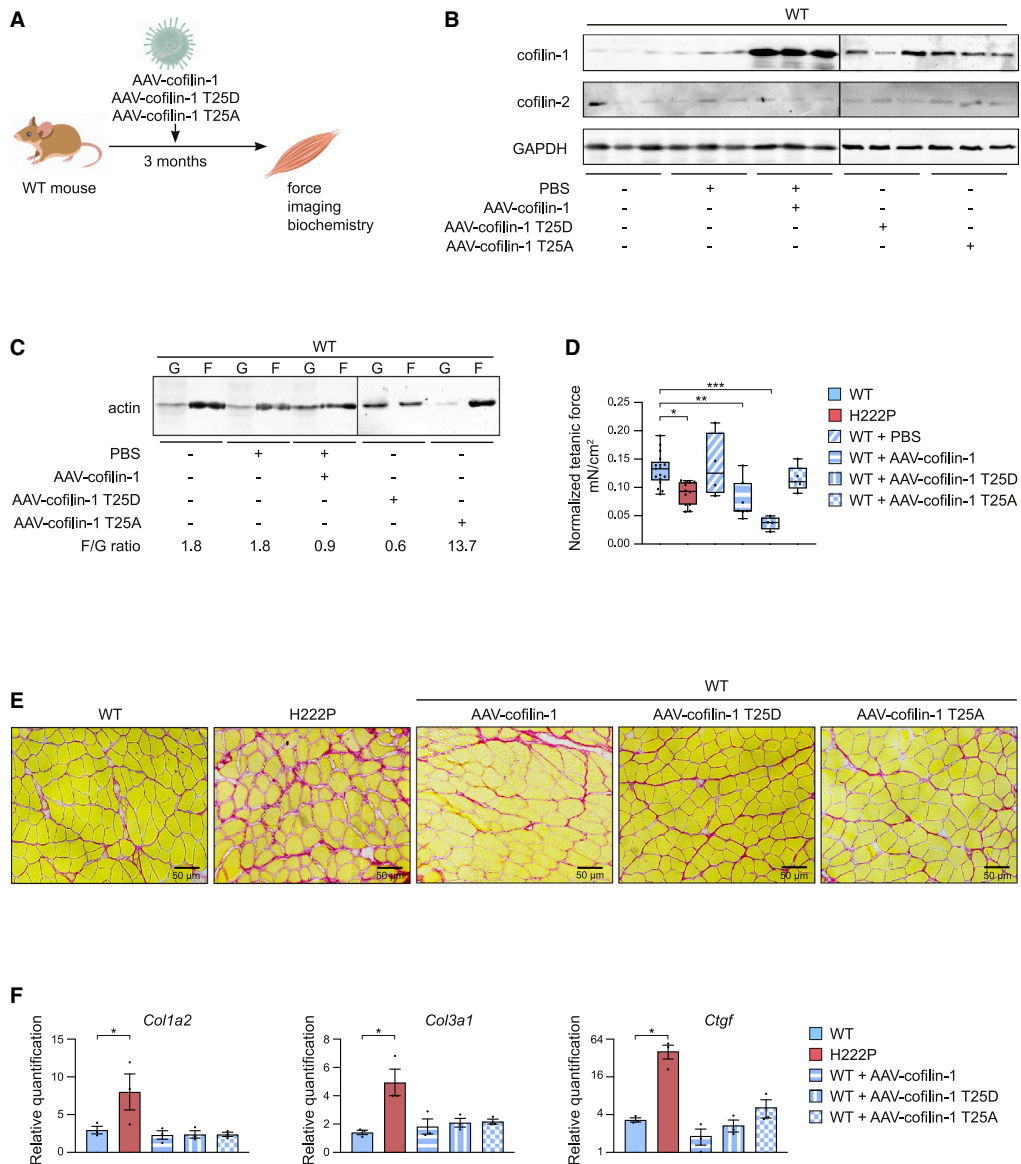 A
AAV-cofilin-1
AAV-cofilin-1 T25D
AAV-cofilin-1 T25A
3 months
WT mouse
force
imaging
biochemistry
B
WT
cofilin-1
cofilin-2
GAPDH
PBS - + + - -
AAV-cofilin-1 - - + - -
AAV-cofilin-1 T25D - - - + -
AAV-cofilin-1 T25A - - - - +
C
WT
G F G F G F G F G F
actin
PBS - + + - -
AAV-cofilin-1 - - + - -
AAV-cofilin-1 T25D - - - + -
AAV-cofilin-1 T25A - - - - +
F/G ratio 1.8 1.8 0.9 0.6 13.7
D
Normalized tetanic force
mN/cm²
0.25
0.20
0.15
0.10
0.05
0.00
***
**
*
WT
H222P
WT + PBS
WT + AAV-cofilin-1
WT + AAV-cofilin-1 T25D
WT + AAV-cofilin-1 T25A
E
WT
WT H222P AAV-cofilin-1 AAV-cofilin-1 T25D AAV-cofilin-1 T25A
50 µm 50 µm 50 µm 50 µm 50 µm
F
Col1a2
Relative quantification
15
10
5
0
*
Col3a1
Relative quantification
8
6
4
2
0
*
Ctgf
Relative quantification
64
16
4
1
*
WT
H222P
WT + AAV-cofilin-1
WT + AAV-cofilin-1 T25D
WT + AAV-cofilin-1 T25A